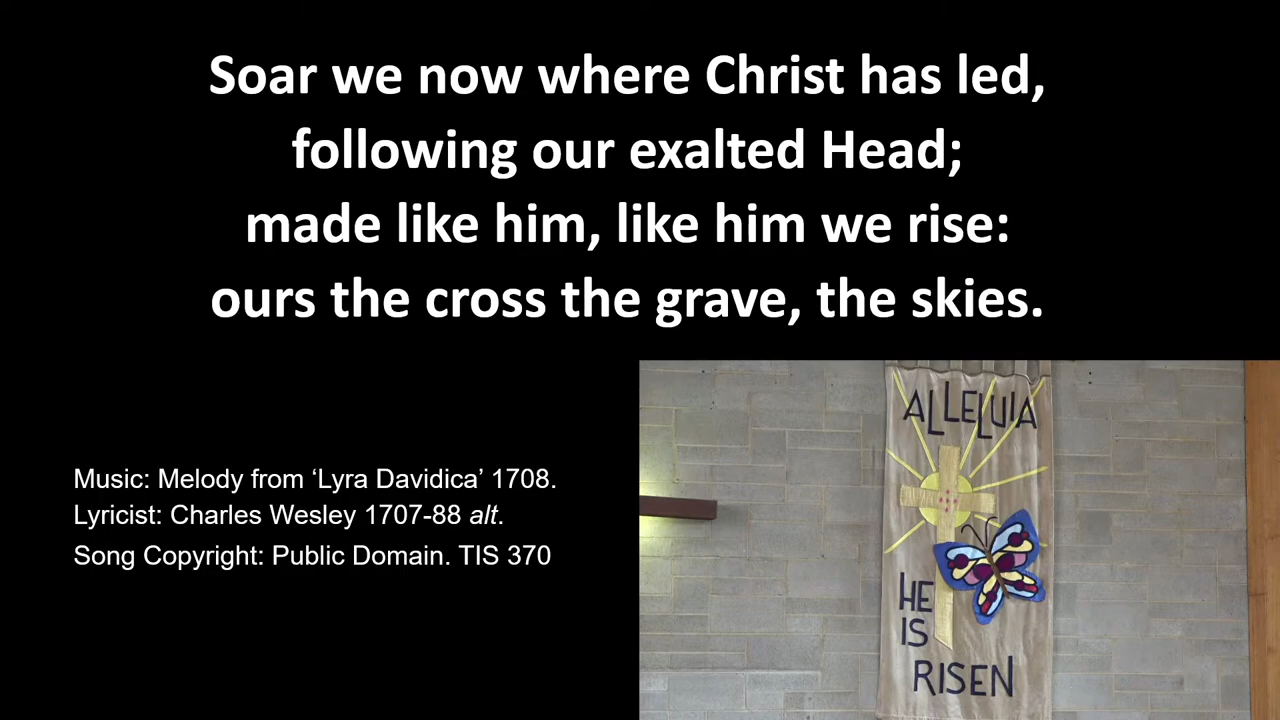 Soar we now where Christ has led,
following our exalted Head;
made like him, like him we rise:
ours the cross the grave, the skies.
Music: Melody from ‘Lyra Davidica’ 1708.
Lyricist: Charles Wesley 1707-88 alt.
Song Copyright: Public Domain. TIS 370
ALLELUIA
HE
IS
RISEN